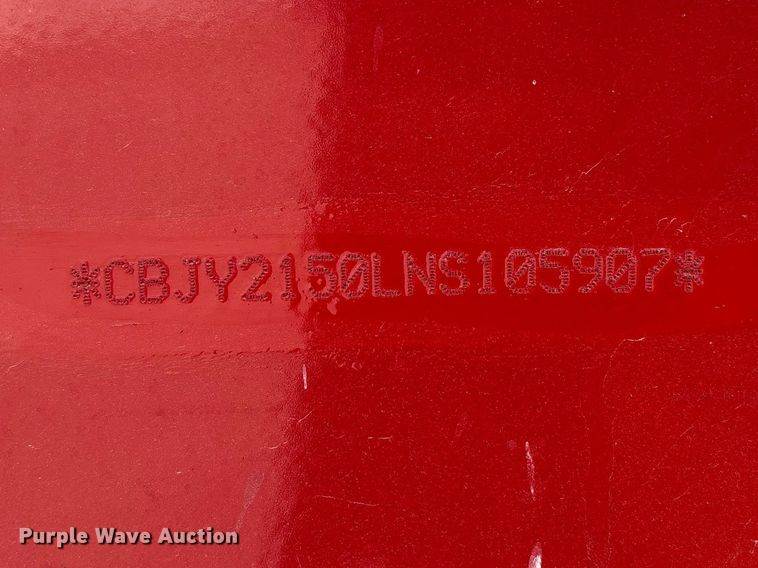 *CBJY2150LNS105907*
Purple Wave Auction®